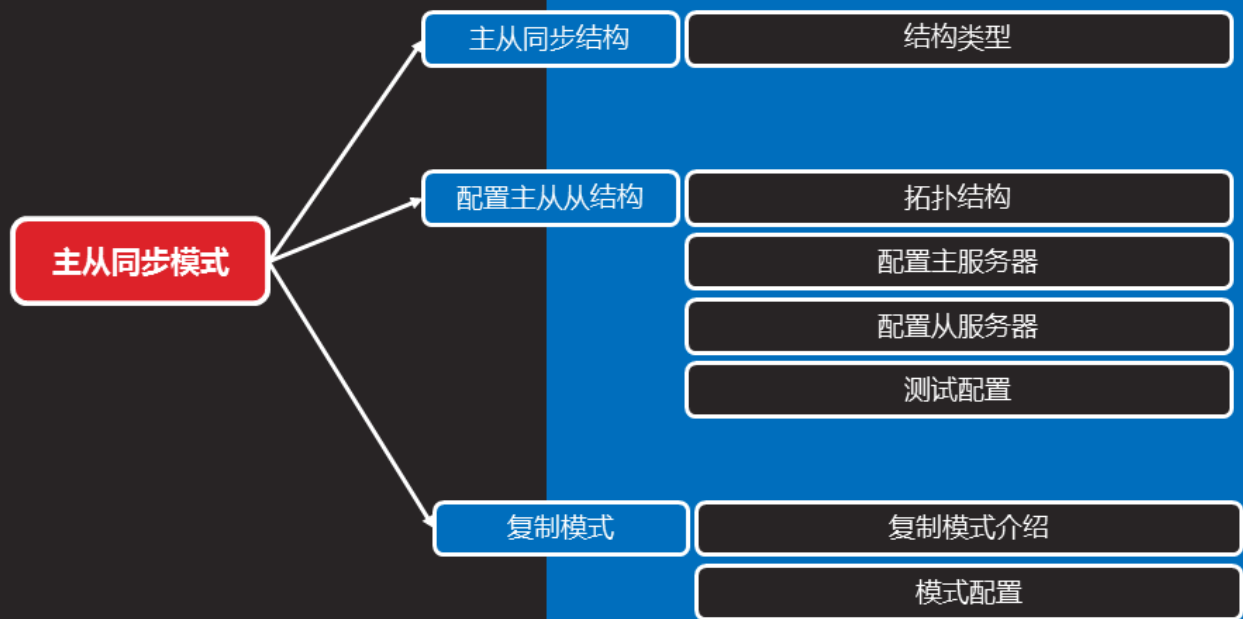 主从同步模式
主从同步结构
结构类型
配置主从从结构
拓扑结构
配置主服务器
配置从服务器
测试配置
复制模式
复制模式介绍
模式配置